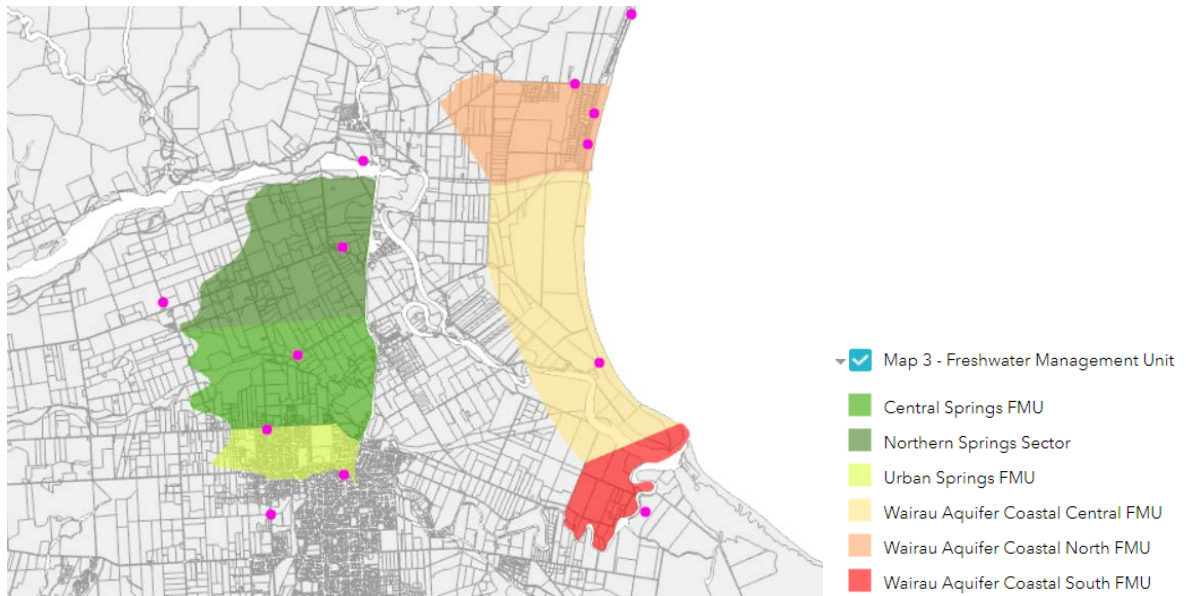 Map 3 - Freshwater Management Unit
Central Springs FMU
Northern Springs Sector
Urban Springs FMU
Wairau Aquifer Coastal Central FMU
Wairau Aquifer Coastal North FMU
Wairau Aquifer Coastal South FMU